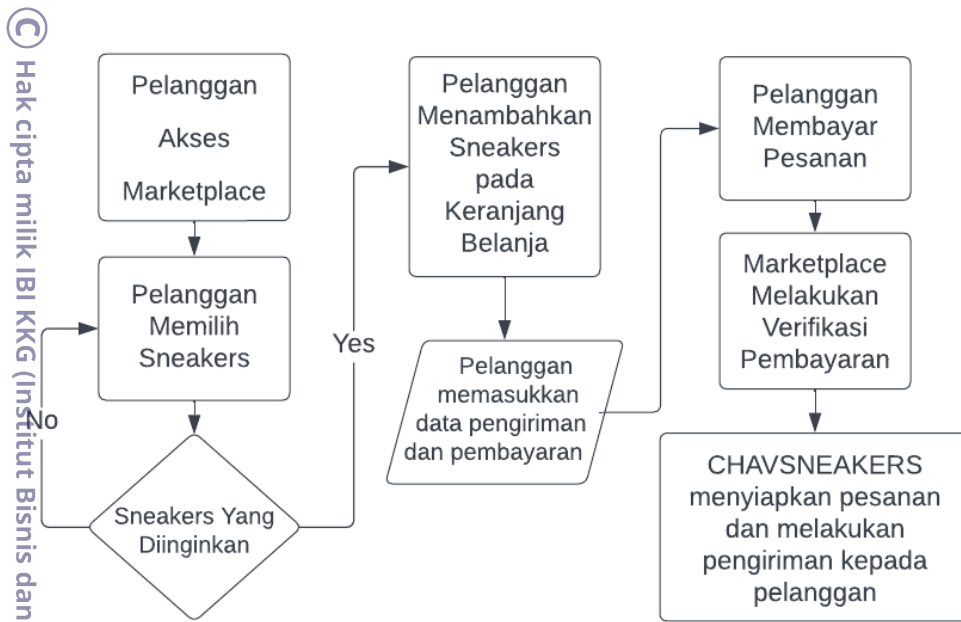 © Hak cipta milik IBI KKG (Institut Bisnis dan
Pelanggan
Akses
Marketplace
Pelanggan
Memilih
Sneakers
No
Sneakers Yang
Diinginkan
Yes
Pelanggan
Menambahkan
Sneakers
pada
Keranjang
Belanja
Pelanggan
memasukkan
data pengiriman
dan pembayaran
Pelanggan
Membayar
Pesanan
Marketplace
Melakukan
Verifikasi
Pembayaran
CHAVSNEAKERS
menyiapkan pesanan
dan melakukan
pengiriman kepada
pelanggan